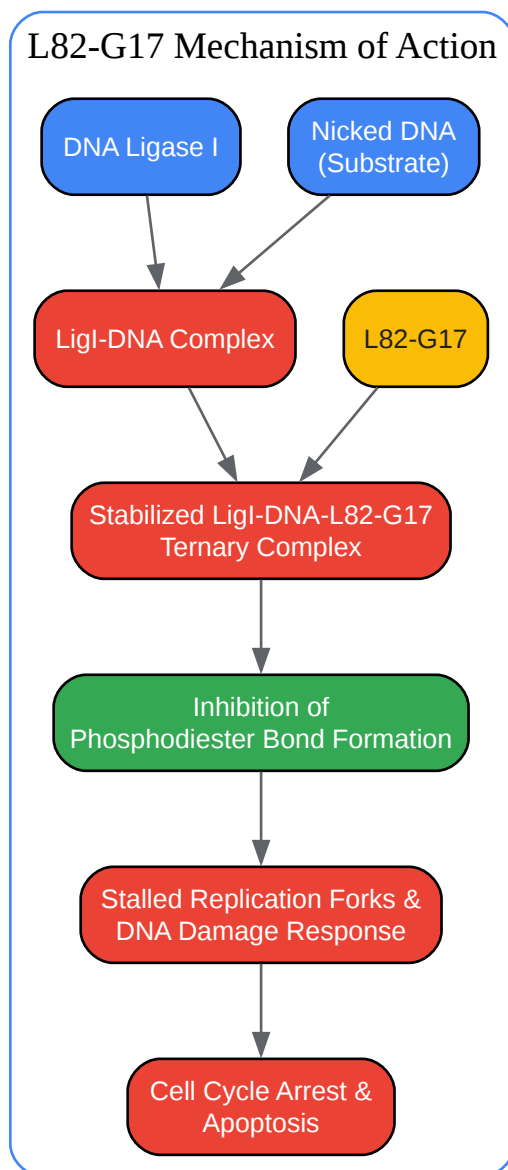 L82-G17 Mechanism of Action
DNA Ligase I
Nicked DNA
(Substrate)
LigI-DNA Complex
L82-G17
Stabilized LigI-DNA-L82-G17
Ternary Complex
Inhibition of
Phosphodiester Bond Formation
Stalled Replication Forks &
DNA Damage Response
Cell Cycle Arrest &
Apoptosis